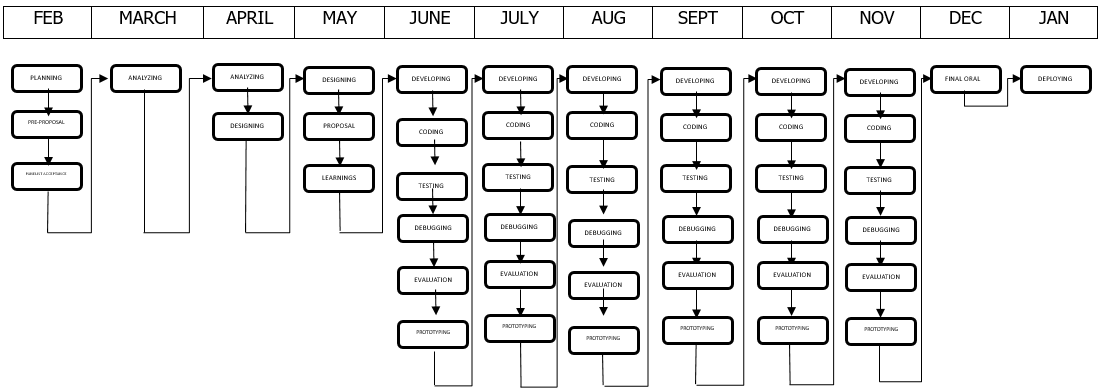 FEB MARCH APRIL MAY JUNE JULY AUG SEPT OCT NOV DEC JAN
PLANNING
PRE-PROPOSAL
PANELIST ACCEPTANCE
ANALYZING
ANALYZING
DESIGNING
DESIGNING
PROPOSAL
LEARNINGS
DEVELOPING
CODING
TESTING
DEBUGGING
EVALUATION
PROTOTYPING
DEVELOPING
CODING
TESTING
DEBUGGING
EVALUATION
PROTOTYPING
DEVELOPING
CODING
TESTING
DEBUGGING
EVALUATION
PROTOTYPING
DEVELOPING
CODING
TESTING
DEBUGGING
EVALUATION
PROTOTYPING
DEVELOPING
CODING
TESTING
DEBUGGING
EVALUATION
PROTOTYPING
DEVELOPING
CODING
TESTING
DEBUGGING
EVALUATION
PROTOTYPING
FINAL ORAL
DEPLOYING